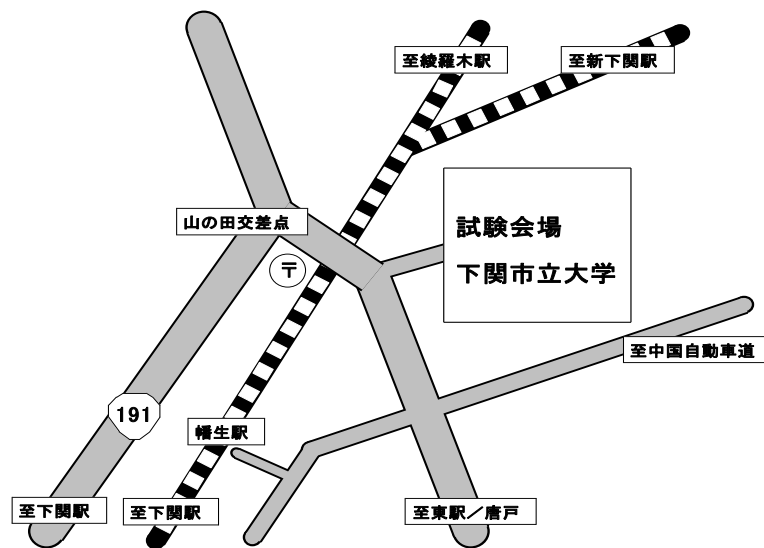 至綾羅木駅
至新下関駅
山の田交差点
試験会場
下関市立大学
〒
至中国自動車道
191
幡生駅
至下関駅
至下関駅
至東駅／唐戸